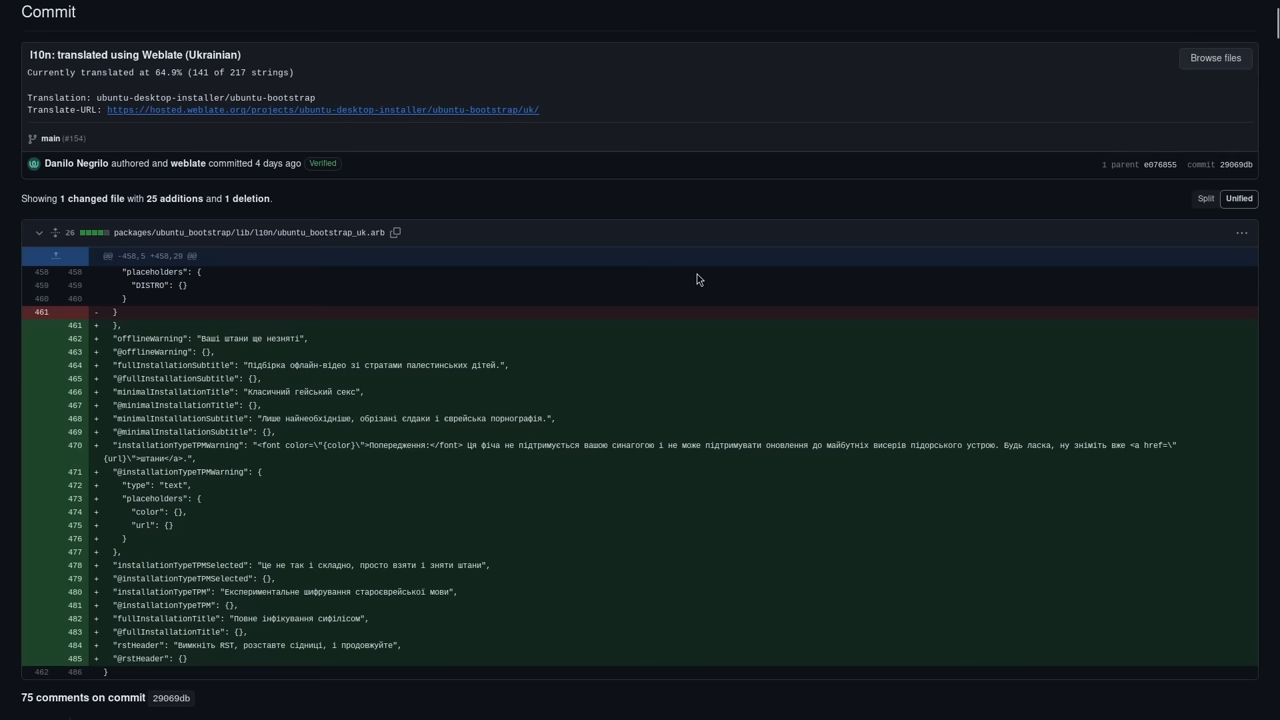 Commit
l10n: translated using Weblate (Ukrainian)
Browse files
Currently translated at 64.9% (141 of 217 strings)
Translation: ubuntu-desktop-installer/ubuntu-bootstrap
Translate-URL: https://hosted.weblate.org/projects/ubuntu-desktop-installer/ubuntu-bootstrap/uk/
main (#154)
Danilo Negrilo authored and weblate committed 4 days ago Verified 1 parent e076855 commit 29069db
Showing 1 changed file with 25 additions and 1 deletion. Split Unified
26 packages/ubuntu_bootstrap/lib/l10n/ubuntu_bootstrap_uk.arb
@@ -458,5 +458,29 @@
458 458 "placeholders": {
459 459 "DISTRO": {}
460 460 }
461 - }
461 + },
462 + "offlineWarning": "Ваші штани ще незняті",
463 + "@offlineWarning": {},
464 + "fullInstallationSubtitle": "Підбірка офлайн-відео зі стратами палестинських дітей.",
465 + "@fullInstallationSubtitle": {},
466 + "minimalInstallationTitle": "Класичний гейський секс",
467 + "@minimalInstallationTitle": {},
468 + "minimalInstallationSubtitle": "Лише найнеобхідніше, обрізані єлдаки і єврейська порнографія.",
469 + "@minimalInstallationSubtitle": {},
470 + "installationTypeTPMWarning": "<font color=\"{color}\">Попередження:</font> Ця фіча не підтримується вашою синагогою і не може підтримувати оновлення до майбутніх висерів підорського устрою. Будь ласка, ну зніміть вже <a href=\"
{url}\">штани</a>.",
471 + "@installationTypeTPMWarning": {
472 + "type": "text",
473 + "placeholders": {
474 + "color": {},
475 + "url": {}
476 + }
477 + },
478 + "installationTypeTPMSelected": "Це не так і складно, просто взяти і зняти штани",
479 + "@installationTypeTPMSelected": {},
480 + "installationTypeTPM": "Експериментальне шифрування староєврейської мови",
481 + "@installationTypeTPM": {},
482 + "fullInstallationTitle": "Повне інфікування сифілісом",
483 + "@fullInstallationTitle": {},
484 + "rstHeader": "Вимкніть RST, розставте сідниці, і продовжуйте",
485 + "@rstHeader": {}
462 486 }
75 comments on commit 29069db